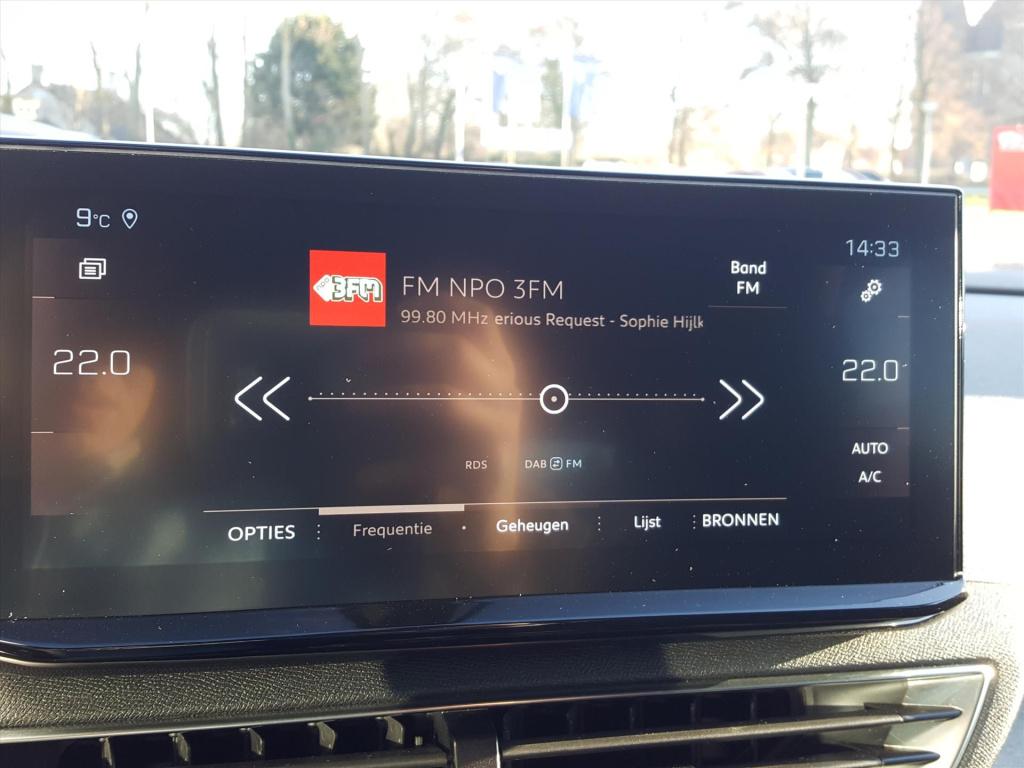 9°C
14:33
3FM
FM NPO 3FM
99.80 MHz erious Request - Sophie Hijlk
Band
FM
22.0
22.0
RDS DAB FM
AUTO
A/C
OPTIES Frequentie Geheugen Lijst BRONNEN